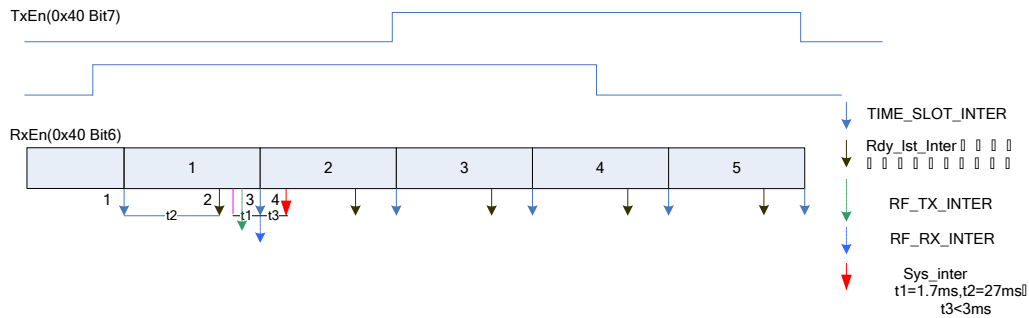 TxEn(0x40 Bit7)
RxEn(0x40 Bit6)
1 2 3 4 5
1 2 3 4
t2 t1 t3
TIME_SLOT_INTER
Rdy_Ist_Inter
RF_TX_INTER
RF_RX_INTER
Sys_inter
t1=1.7ms,t2=27ms
t3<3ms